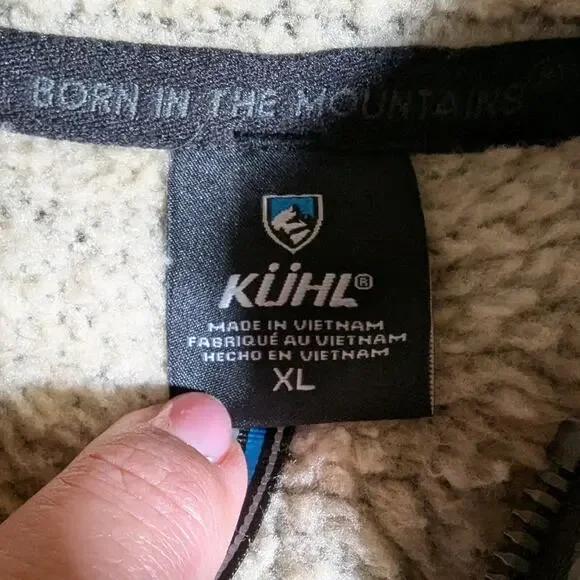 BORN IN THE MOUNTAINS®
KÜHL®
MADE IN VIETNAM
FABRIQUÉ AU VIETNAM
HECHO EN VIETNAM
XL